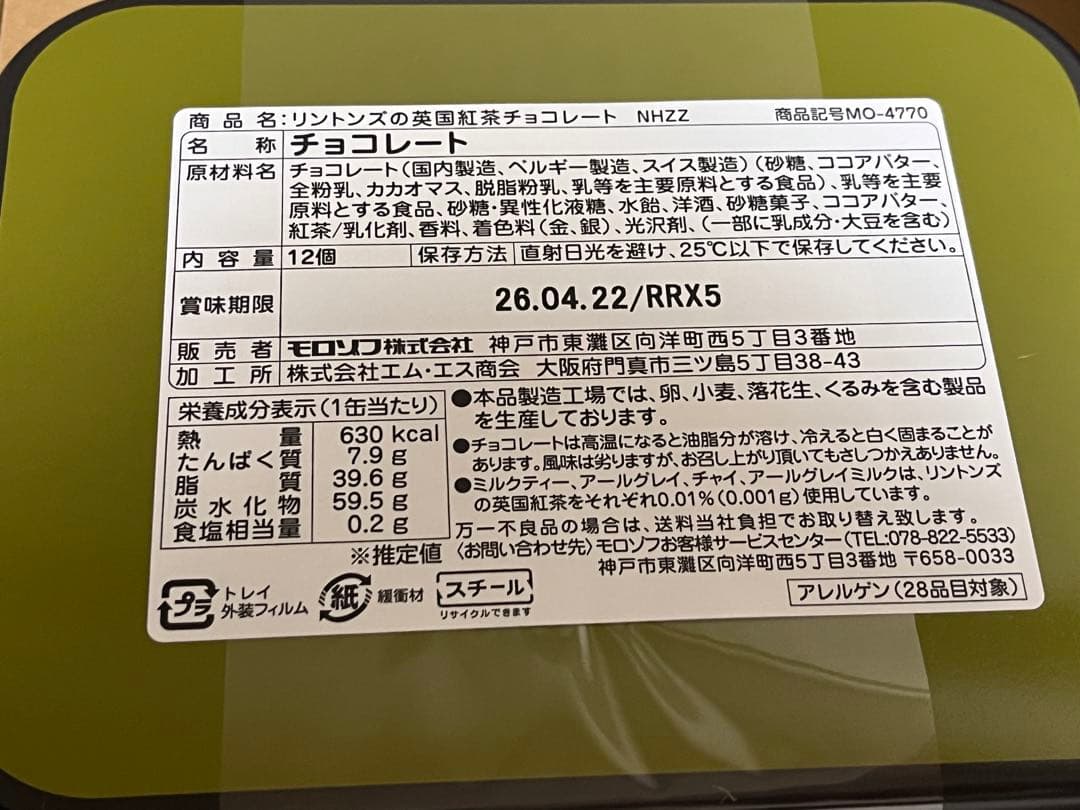 商品名:リントンズの英国紅茶チョコレート NHZZ 商品記号MO-4770
名称 チョコレート
原材料名 チョコレート(国内製造、ベルギー製造、スイス製造)(砂糖、ココアバター、
全粉乳、カカオマス、脱脂粉乳、乳等を主要原料とする食品)、乳等を主要
原料とする食品、砂糖・異性化液糖、水飴、洋酒、砂糖菓子、ココアバター、
紅茶/乳化剤、香料、着色料(金、銀)、光沢剤、(一部に乳成分・大豆を含む)
内容量 12個 保存方法 直射日光を避け、25℃以下で保存してください。
賞味期限 26.04.22/RRX5
販売者 モロゾフ株式会社 神戸市東灘区向洋町西5丁目3番地
加工所 株式会社エム・エス商会 大阪府門真市三ツ島5丁目38-43
栄養成分表示(1缶当たり)
熱量 630 kcal
たんぱく質 7.9 g
脂質 39.6 g
炭水化物 59.5 g
食塩相当量 0.2 g
※推定値
●本品製造工場では、卵、小麦、落花生、くるみを含む製品
を生産しております。
●チョコレートは高温になると油脂分が溶け、冷えると白く固まることが
あります。風味は劣りますが、お召し上がり頂いてもさしつかえありません。
●ミルクティー、アールグレイ、チャイ、アールグレイミルクは、リントンズ
の英国紅茶をそれぞれ0.01%(0.001g)使用しています。
万一不良品の場合は、送料当社負担でお取り替え致します。
〈お問い合わせ先〉モロゾフお客様サービスセンター(TEL:078-822-5533)
神戸市東灘区向洋町西5丁目3番地 〒658-0033
プラ トレイ
外装フィルム
紙 緩衝材
スチール
リサイクルできます
アレルゲン(28品目対象)